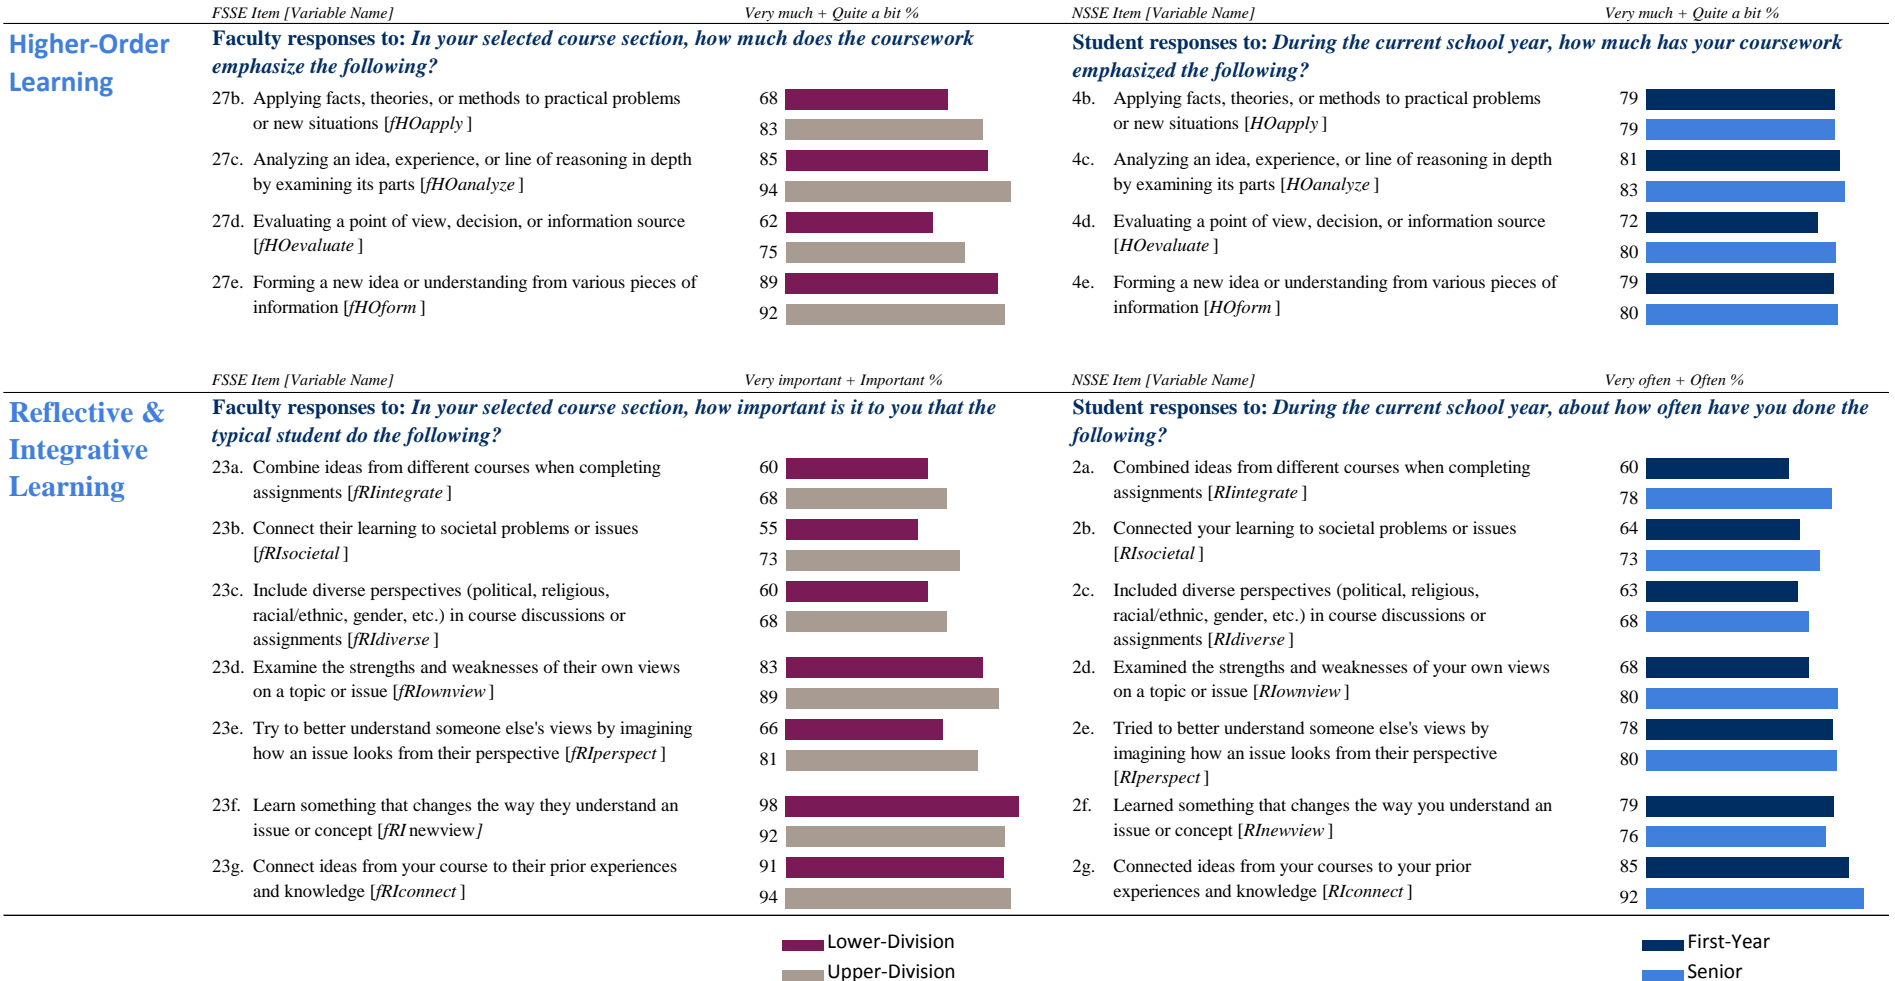 FSSE Item [Variable Name]
Very much + Quite a bit %
NSSE Item [Variable Name]
Very much + Quite a bit %
Higher-Order
Learning
Faculty responses to: In your selected course section, how much does the coursework
emphasize the following?
Student responses to: During the current school year, how much has your coursework
emphasized the following?
27b. Applying facts, theories, or methods to practical problems
or new situations [fHOapply ]
68
83
4b. Applying facts, theories, or methods to practical problems
or new situations [HOapply ]
79
79
27c. Analyzing an idea, experience, or line of reasoning in depth
by examining its parts [fHOanalyze ]
85
94
4c. Analyzing an idea, experience, or line of reasoning in depth
by examining its parts [HOanalyze ]
81
83
27d. Evaluating a point of view, decision, or information source
[fHOevaluate ]
62
75
4d. Evaluating a point of view, decision, or information source
[HOevaluate ]
72
80
27e. Forming a new idea or understanding from various pieces of
information [fHOform ]
89
92
4e. Forming a new idea or understanding from various pieces of
information [HOform ]
79
80
FSSE Item [Variable Name]
Very important + Important %
NSSE Item [Variable Name]
Very often + Often %
Reflective &
Integrative
Learning
Faculty responses to: In your selected course section, how important is it to you that the
typical student do the following?
Student responses to: During the current school year, about how often have you done the
following?
23a. Combine ideas from different courses when completing
assignments [fRIintegrate ]
60
68
2a. Combined ideas from different courses when completing
assignments [RIintegrate ]
60
78
23b. Connect their learning to societal problems or issues
[fRIsocietal ]
55
73
2b. Connected your learning to societal problems or issues
[RIsocietal ]
64
73
23c. Include diverse perspectives (political, religious,
racial/ethnic, gender, etc.) in course discussions or
assignments [fRIdiverse ]
60
68
2c. Included diverse perspectives (political, religious,
racial/ethnic, gender, etc.) in course discussions or
assignments [RIdiverse ]
63
68
23d. Examine the strengths and weaknesses of their own views
on a topic or issue [fRIownview ]
83
89
2d. Examined the strengths and weaknesses of your own views
on a topic or issue [RIownview ]
68
80
23e. Try to better understand someone else's views by imagining
how an issue looks from their perspective [fRIperspect ]
66
81
2e. Tried to better understand someone else's views by
imagining how an issue looks from their perspective
[RIperspect ]
78
80
23f. Learn something that changes the way they understand an
issue or concept [fRI newview]
98
92
2f. Learned something that changes the way you understand an
issue or concept [RInewview ]
79
76
23g. Connect ideas from your course to their prior experiences
and knowledge [fRIconnect ]
91
94
2g. Connected ideas from your courses to your prior
experiences and knowledge [RIconnect ]
85
92
Lower-Division
Upper-Division
First-Year
Senior